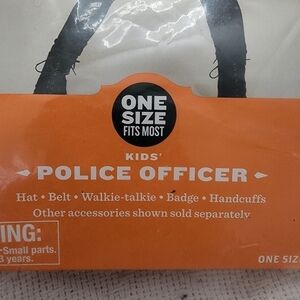 ONE
SIZE
FITS MOST
KIDS'
POLICE OFFICER
Hat • Belt • Walkie-talkie • Badge • Handcuffs
Other accessories shown sold separately
ING:
Small parts.
3 years.
ONE SIZ